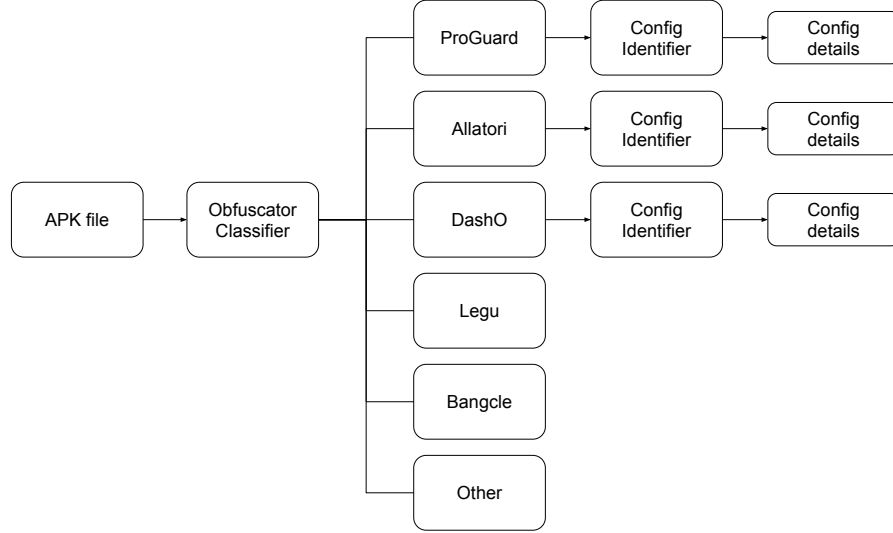 ProGuard
Config
Identifier
Config
details
Allatori
Config
Identifier
Config
details
APK file
Obfuscator
Classifier
DashO
Config
Identifier
Config
details
Legu
Bangcle
Other